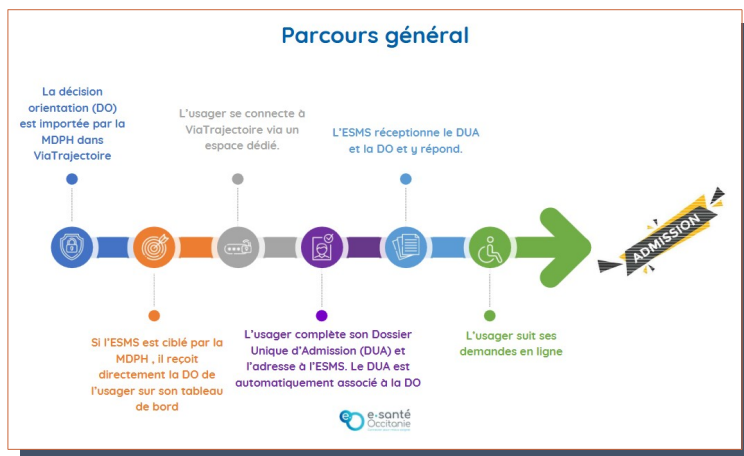 Parcours général
La décision
orientation (DO)
est importée par la
MDPH dans
ViaTrajectoire
L'usager se connecte à
ViaTrajectoire via un
espace dédié.
L'ESMS réceptionne le DUA
et la DO et y répond.
ADMISSION
Si l'ESMS est ciblé par la
MDPH , il reçoit
directement la DO de
l'usager sur son tableau
de bord
L'usager complète son Dossier
Unique d'Admission (DUA) et
l'adresse à l'ESMS. Le DUA est
automatiquement associé à la DO
L'usager suit ses
demandes en ligne
e-santé
Occitanie